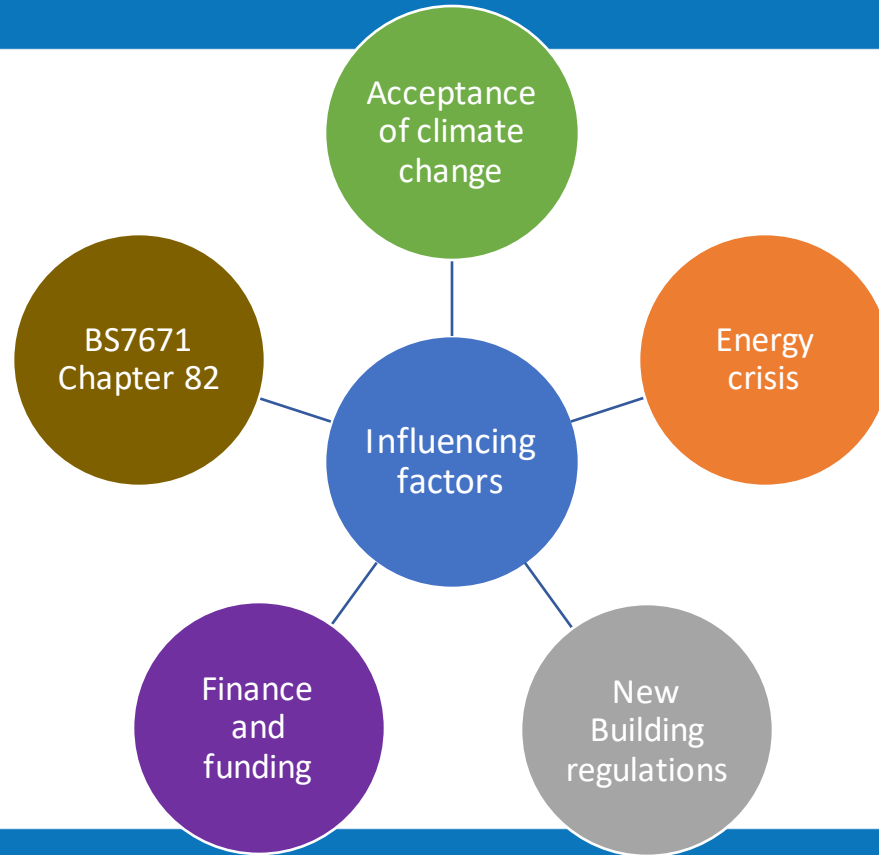 Acceptance
of climate
change
BS7671
Chapter 82
Energy
crisis
Influencing
factors
Finance
and
funding
New
Building
regulations